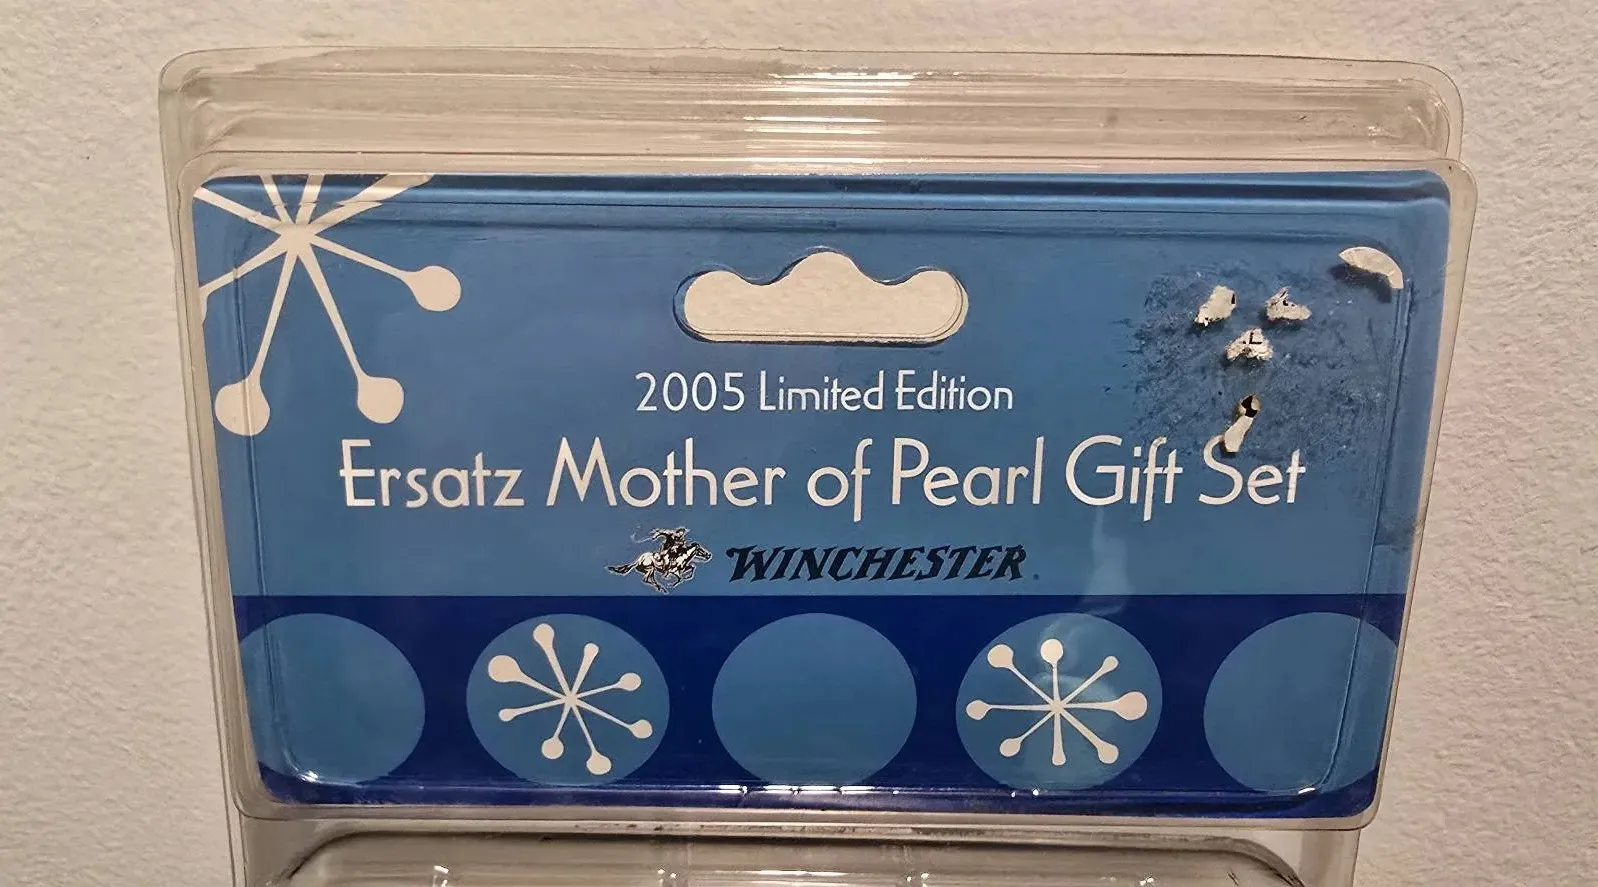 2005 Limited Edition
Ersatz Mother of Pearl Gift Set
WINCHESTER